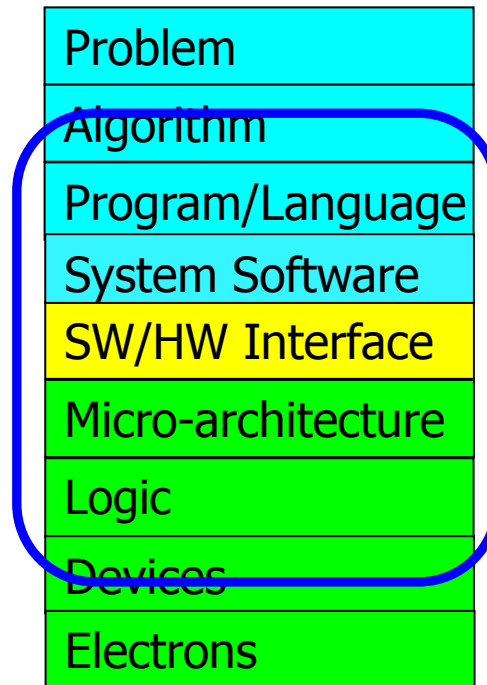 Problem
Algorithm
Program/Language
System Software
SW/HW Interface
Micro-architecture
Logic
Devices
Electrons